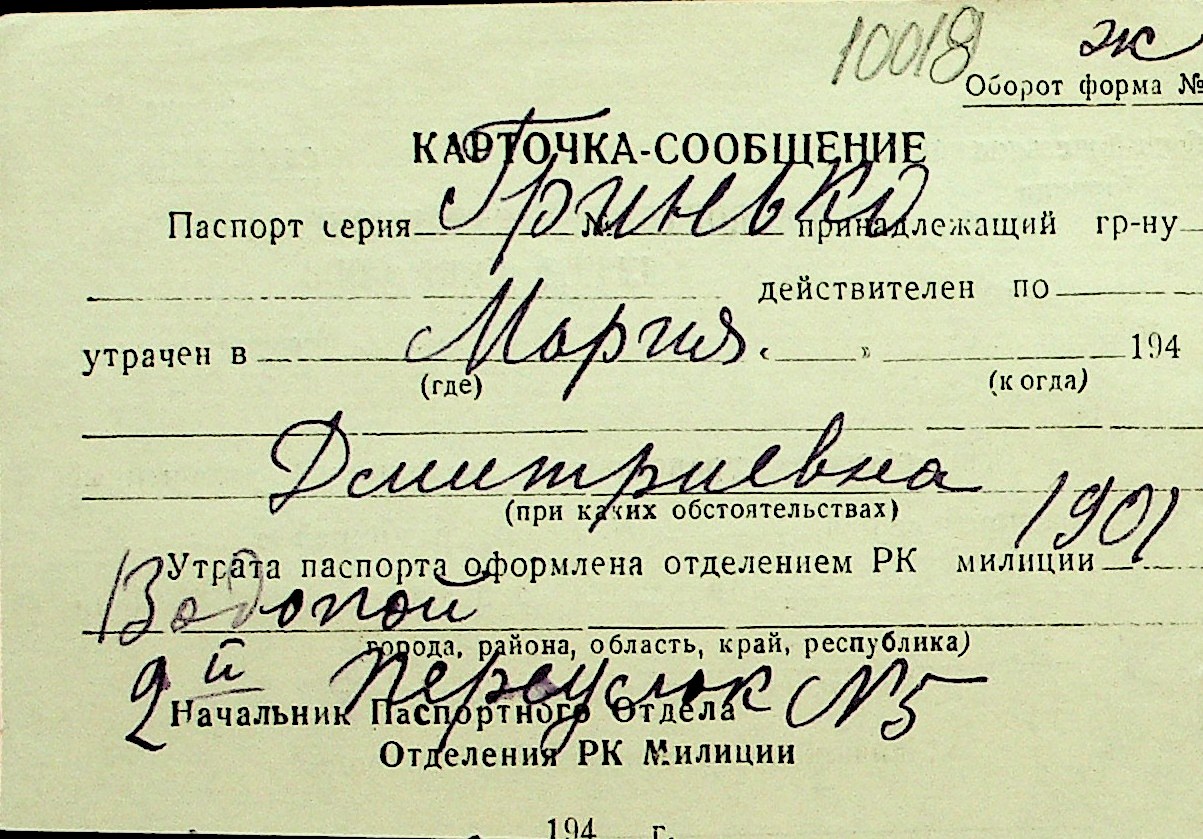 10018 ж
Оборот форма №
КАРТОЧКА-СООБЩЕНИЕ
Гринько
Паспорт серия № принадлежащий гр-ну
действителен по
Мария
утрачен в « » 194
(где) (когда)
Дмитриевна
(при каких обстоятельствах)
1901
Утрата паспорта оформлена отделением РК милиции
Водопой
города, района, область, край, республика)
2й переулок №5
Начальник Паспортного Отдела
Отделения РК Милиции
194 г.